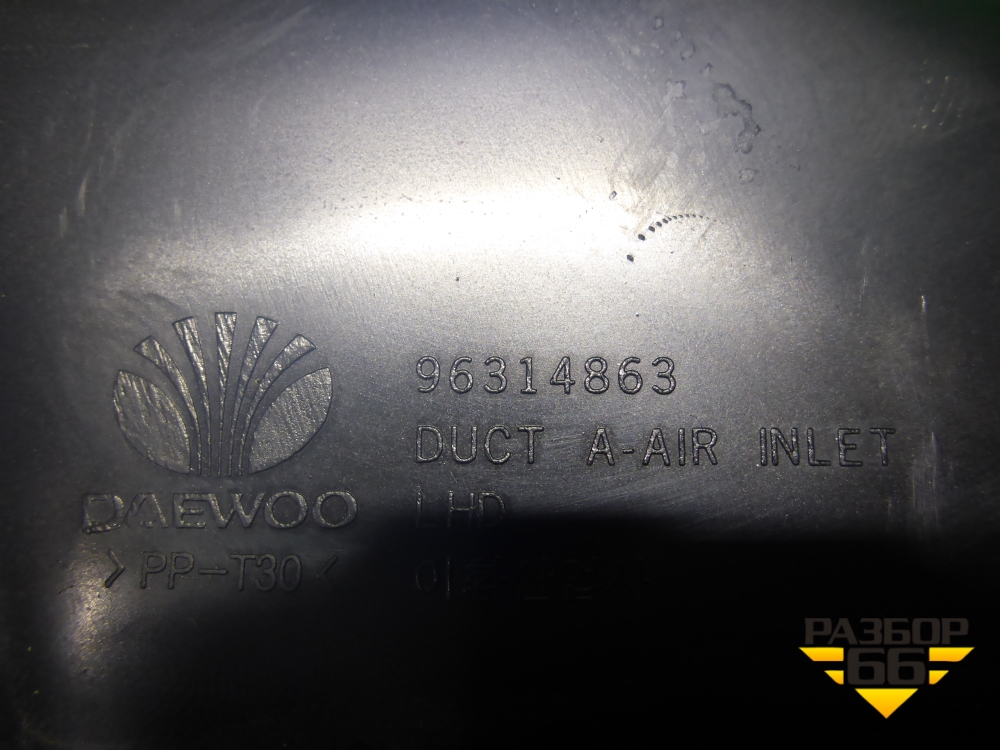 96314863
DUCT A-AIR INLET
LHD
DAEWOO
>PP-T30<
РАЗБОР
66